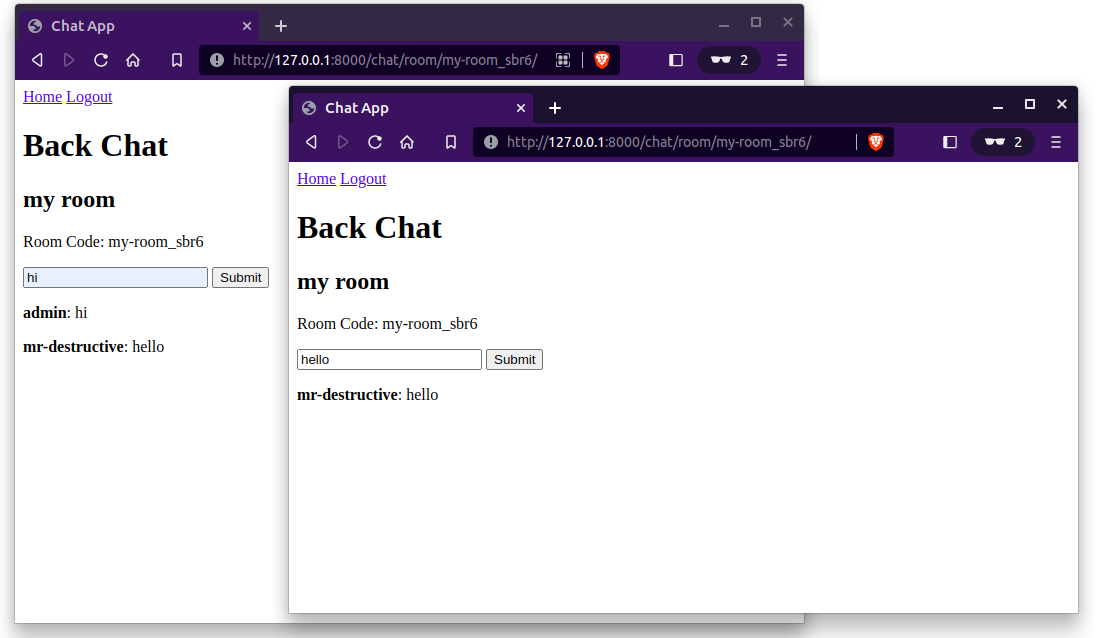 Chat App
http://127.0.0.1:8000/chat/room/my-room_sbr6/
2
Home Logout
Back Chat
my room
Room Code: my-room_sbr6
hi Submit
admin: hi
mr-destructive: hello
Chat App
http://127.0.0.1:8000/chat/room/my-room_sbr6/
2
Home Logout
Back Chat
my room
Room Code: my-room_sbr6
hello Submit
mr-destructive: hello